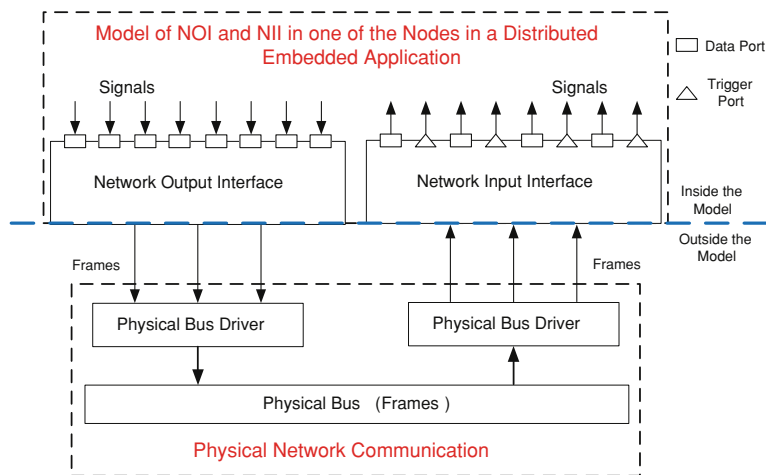 Model of NOI and NII in one of the Nodes in a Distributed
Embedded Application
Data Port
Trigger
Port
Signals
Signals
Network Output Interface
Network Input Interface
Inside the
Model
Outside the
Model
Frames
Frames
Physical Bus Driver
Physical Bus Driver
Physical Bus (Frames )
Physical Network Communication